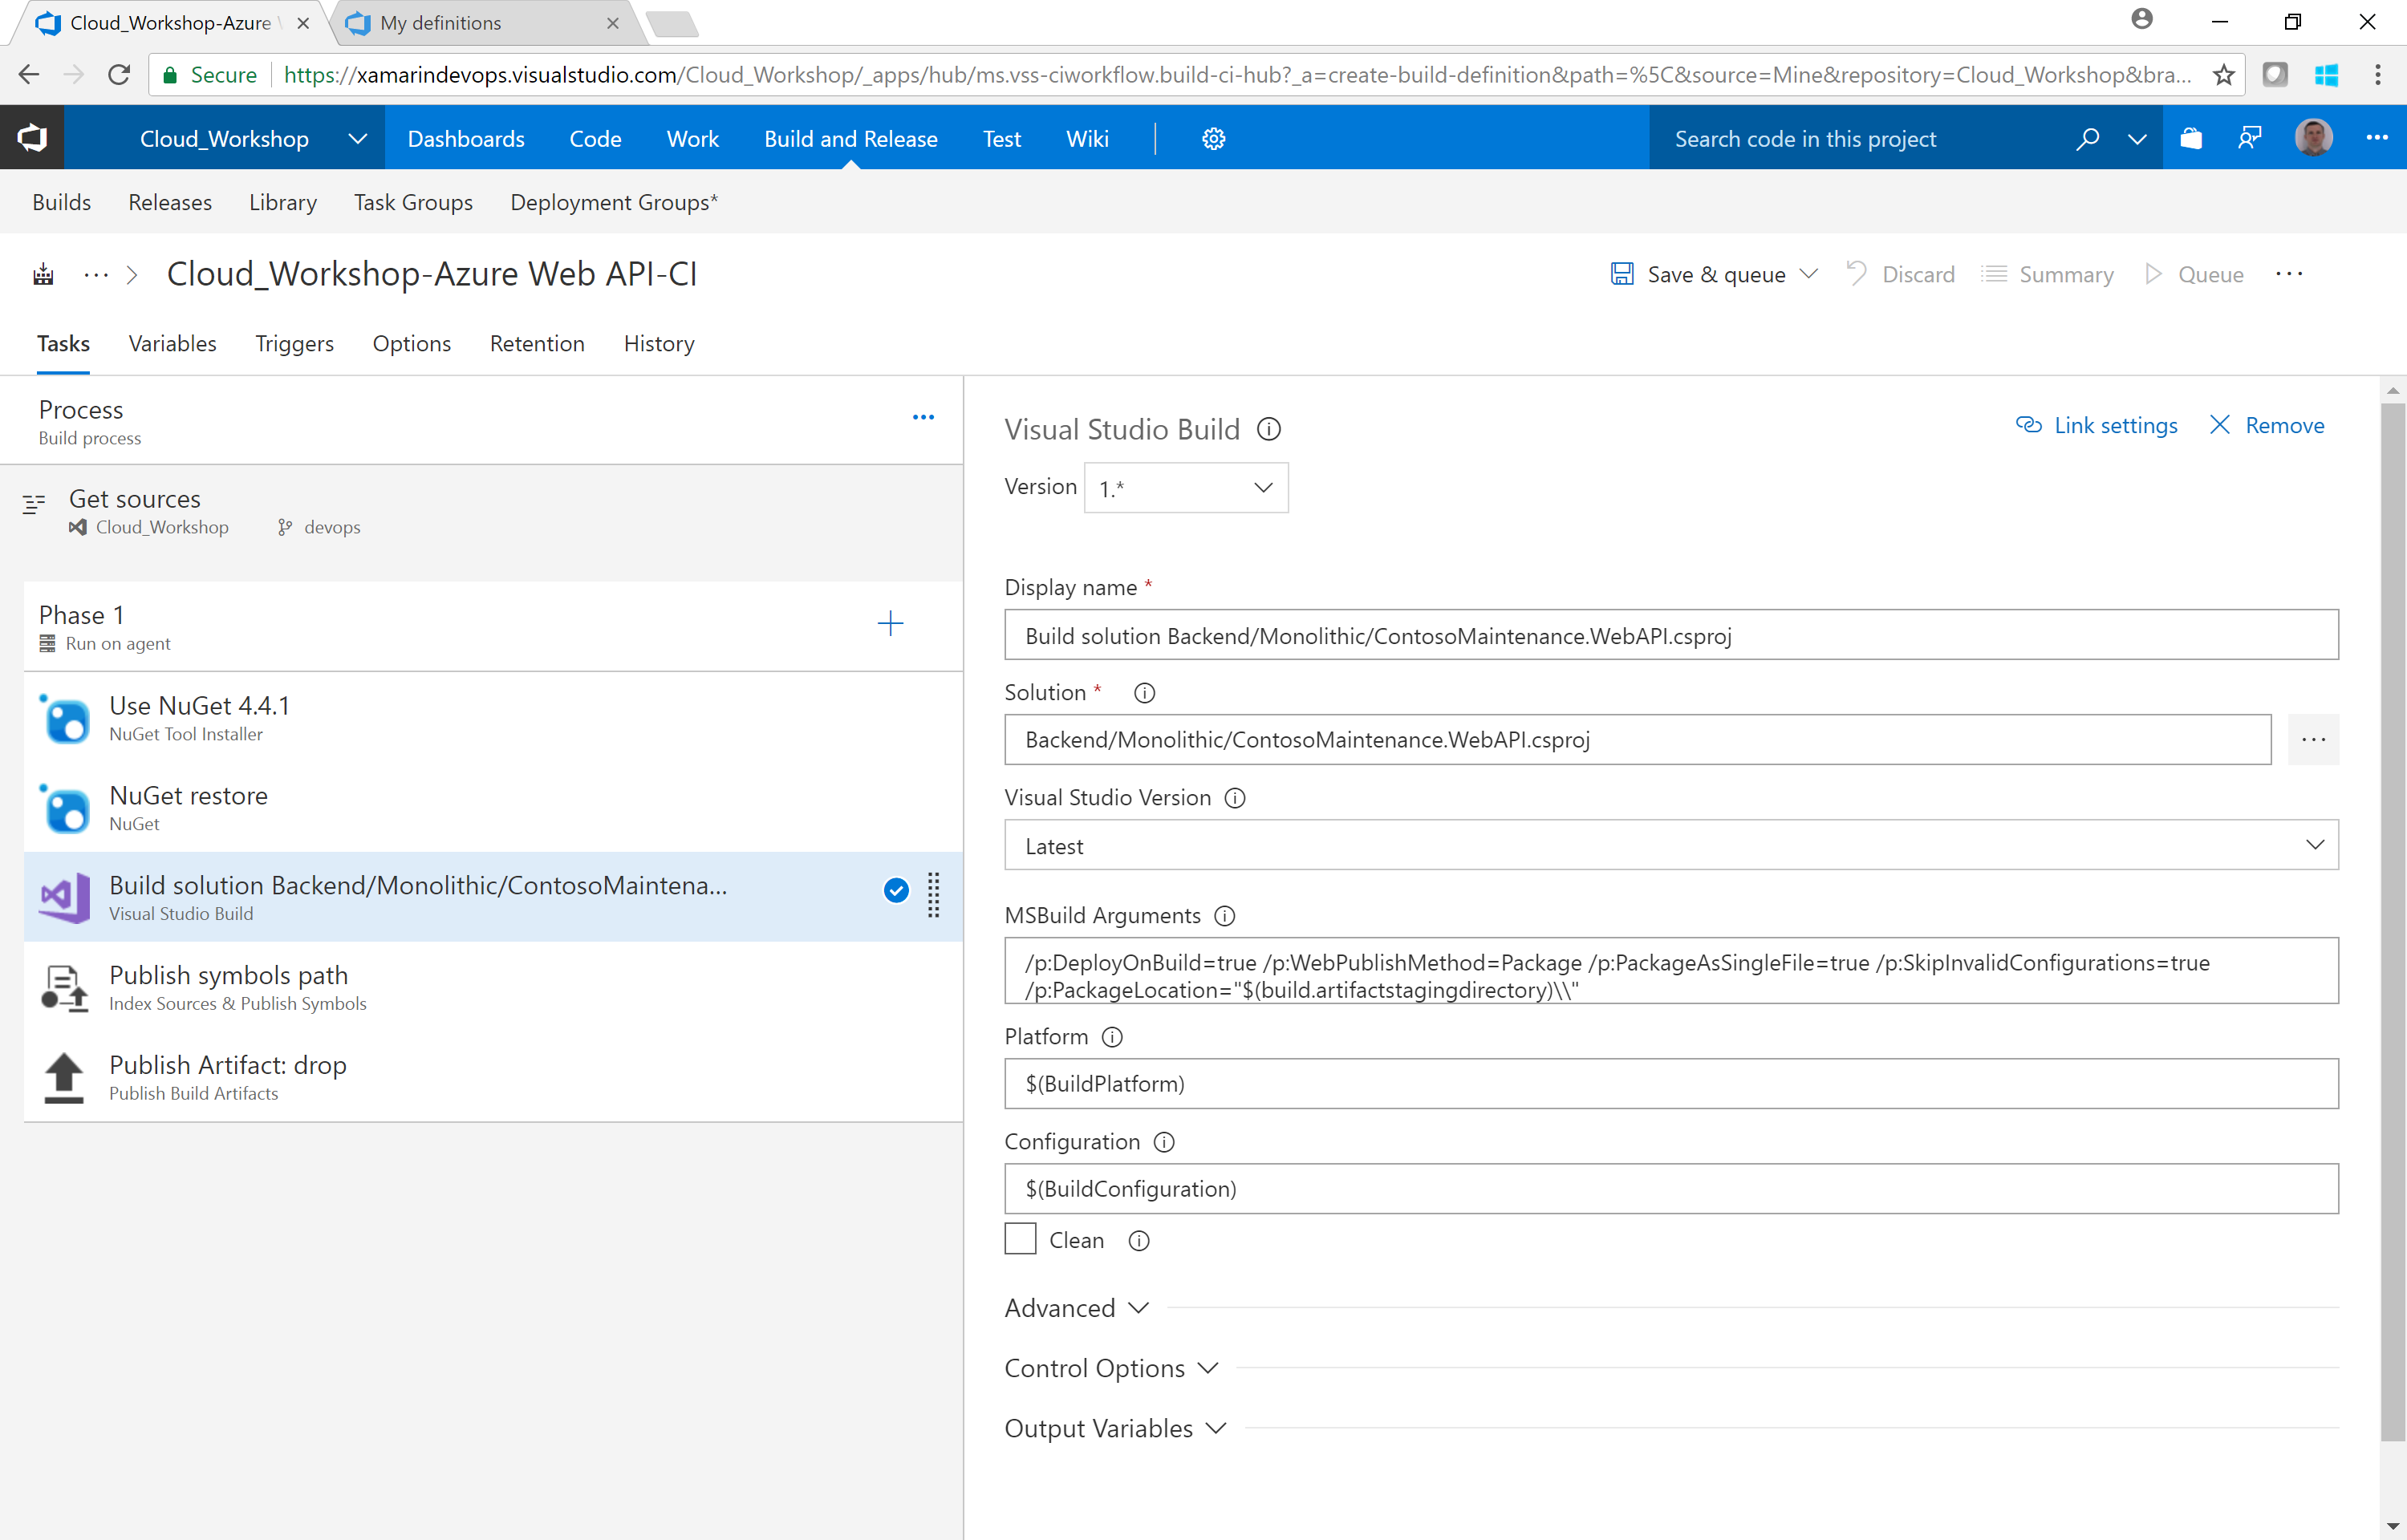 Cloud_Workshop-Azure
My definitions
Secure
https://xamarindevops.visualstudio.com/Cloud_Workshop/_apps/hub/ms.vss-ciworkflow.build-ci-hub?_a=create-build-definition&path=%5C&source=Mine&repository=Cloud_Workshop&bra...
Cloud_Workshop
Dashboards
Code
Work
Build and Release
Test
Wiki
Search code in this project
Builds
Releases
Library
Task Groups
Deployment Groups*
Cloud_Workshop-Azure Web API-CI
Save & queue
Discard
Summary
Queue
Tasks
Variables
Triggers
Options
Retention
History
Process
Build process
Get sources
Cloud_Workshop
devops
Phase 1
Run on agent
Use NuGet 4.4.1
NuGet Tool Installer
NuGet restore
NuGet
Build solution Backend/Monolithic/ContosoMaintena...
Visual Studio Build
Publish symbols path
Index Sources & Publish Symbols
Publish Artifact: drop
Publish Build Artifacts
Visual Studio Build
Link settings
Remove
Version
1.*
Display name *
Build solution Backend/Monolithic/ContosoMaintenance.WebAPI.csproj
Solution *
Backend/Monolithic/ContosoMaintenance.WebAPI.csproj
Visual Studio Version
Latest
MSBuild Arguments
/p:DeployOnBuild=true /p:WebPublishMethod=Package /p:PackageAsSingleFile=true /p:SkipInvalidConfigurations=true
/p:PackageLocation="$(build.artifactstagingdirectory)\\"
Platform
$(BuildPlatform)
Configuration
$(BuildConfiguration)
Clean
Advanced
Control Options
Output Variables